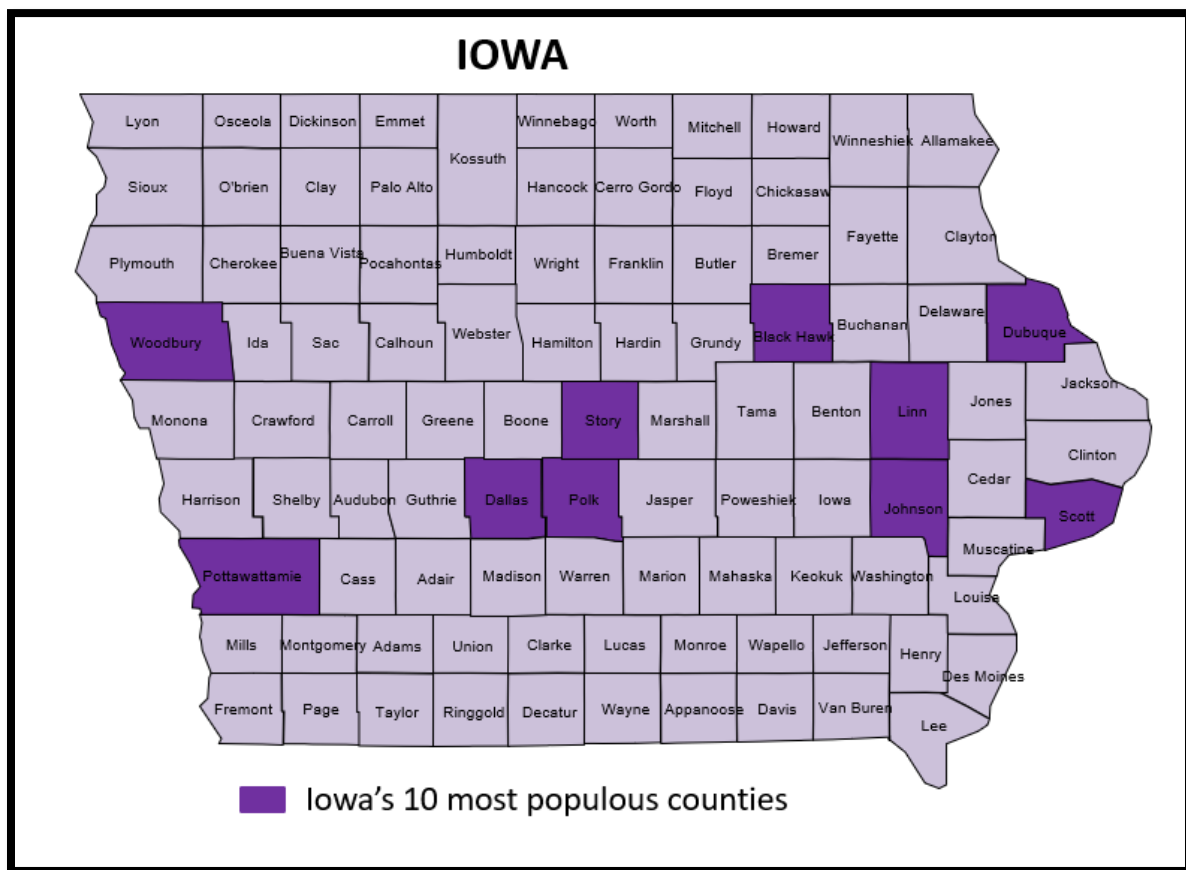 IOWA
Lyon Osceola Dickinson Emmet Kossuth Winnebago Worth Mitchell Howard Winneshiek Allamakee
Sioux O'brien Clay Palo Alto Hancock Cerro Gordo Floyd Chickasaw
Plymouth Cherokee Buena Vista Pocahontas Humboldt Wright Franklin Butler Bremer Fayette Clayton
Woodbury Ida Sac Calhoun Webster Hamilton Hardin Grundy Black Hawk Buchanan Delaware Dubuque
Monona Crawford Carroll Greene Boone Story Marshall Tama Benton Linn Jones Jackson
Harrison Shelby Audubon Guthrie Dallas Polk Jasper Poweshiek Iowa Johnson Cedar Clinton
Scott
Muscatine
Pottawattamie Cass Adair Madison Warren Marion Mahaska Keokuk Washington Louisa
Mills Montgomery Adams Union Clarke Lucas Monroe Wapello Jefferson Henry Des Moines
Fremont Page Taylor Ringgold Decatur Wayne Appanoose Davis Van Buren Lee
Iowa's 10 most populous counties